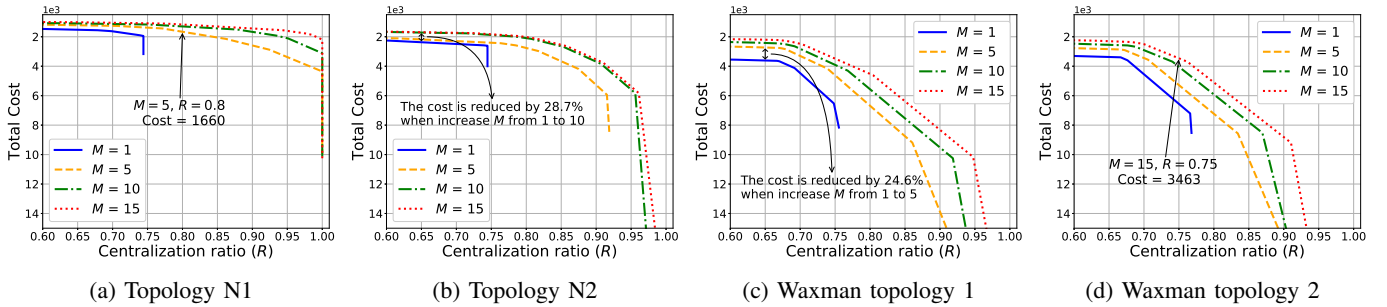 1e3
2
4
6
8
10
12
14
Total Cost
0.60 0.65 0.70 0.75 0.80 0.85 0.90 0.95 1.00
Centralization ratio (R)
M=5, R=0.8
Cost = 1660
M = 1
M = 5
M = 10
M = 15
(a) Topology N1
1e3
2
4
6
8
10
12
14
Total Cost
0.60 0.65 0.70 0.75 0.80 0.85 0.90 0.95 1.00
Centralization ratio (R)
The cost is reduced by 28.7%
when increase M from 1 to 10
M = 1
M = 5
M = 10
M = 15
(b) Topology N2
1e3
2
4
6
8
10
12
14
Total Cost
0.60 0.65 0.70 0.75 0.80 0.85 0.90 0.95 1.00
Centralization ratio (R)
M = 1
M = 5
M = 10
M = 15
The cost is reduced by 24.6%
when increase M from 1 to 5
(c) Waxman topology 1
1e3
2
4
6
8
10
12
14
Total Cost
0.60 0.65 0.70 0.75 0.80 0.85 0.90 0.95 1.00
Centralization ratio (R)
M = 1
M = 5
M = 10
M = 15
M=15, R=0.75
Cost = 3463
(d) Waxman topology 2